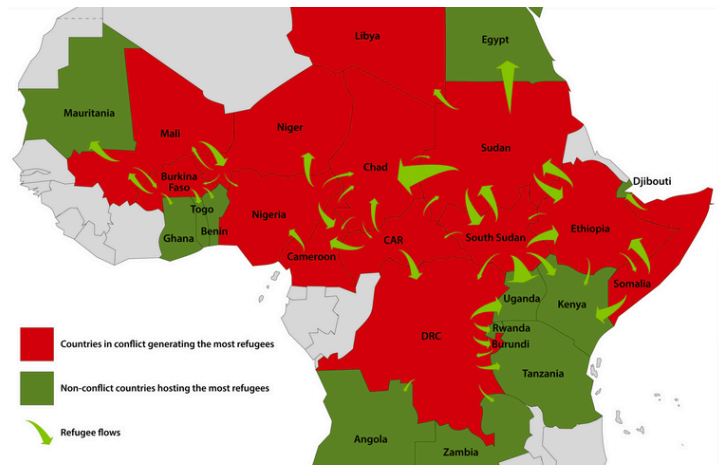 Libya
Egypt
Mauritania
Mali
Niger
Chad
Sudan
Djibouti
Burkina
Faso
Togo
Nigeria
Benin
Ghana
Cameroon
CAR
South Sudan
Ethiopia
Somalia
Uganda
Kenya
Rwanda
Burundi
DRC
Tanzania
Angola
Zambia
Countries in conflict generating the most refugees
Non-conflict countries hosting the most refugees
Refugee flows